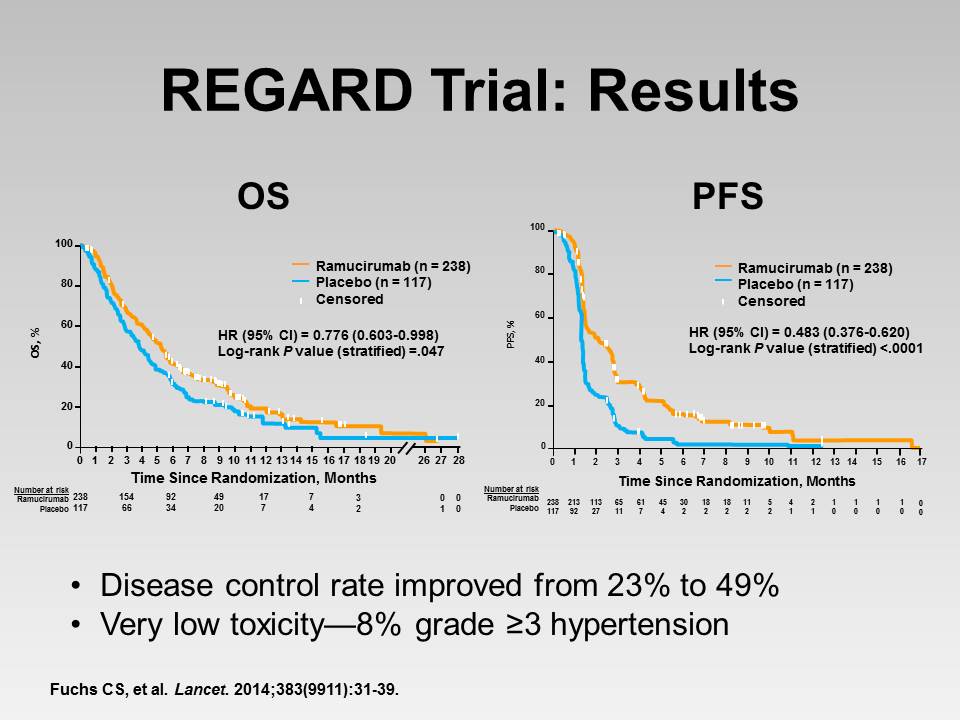 REGARD Trial: Results
OS
100
80
60
40
20
0
OS, %
Ramucirumab (n = 238)
Placebo (n = 117)
Censored
HR (95% CI) = 0.776 (0.603-0.998)
Log-rank P value (stratified) =.047
0 1 2 3 4 5 6 7 8 9 10 11 12 13 14 15 16 17 18 19 20 26 27 28
Time Since Randomization, Months
Number at risk
Ramucirumab 238 154 92 49 17 7 3 0 0
Placebo 117 66 34 20 7 4 2 1 0
PFS
100
80
60
40
20
0
PFS, %
Ramucirumab (n = 238)
Placebo (n = 117)
Censored
HR (95% CI) = 0.483 (0.376-0.620)
Log-rank P value (stratified) <.0001
0 1 2 3 4 5 6 7 8 9 10 11 12 13 14 15 16 17
Time Since Randomization, Months
Number at risk
Ramucirumab 238 213 113 65 61 45 30 18 18 11 5 4 2 1 1 1 1 0
Placebo 117 92 27 11 7 4 2 2 2 2 2 1 1 0 0 0 0 0
• Disease control rate improved from 23% to 49%
• Very low toxicity—8% grade ≥3 hypertension
Fuchs CS, et al. Lancet. 2014;383(9911):31-39.